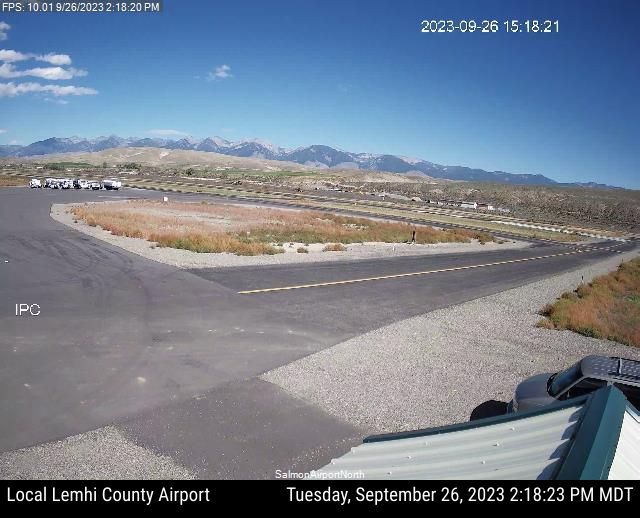 FPS: 10.01 9/26/2023 2:18:20 PM
2023-09-26 15:18:21
IPC
SalmonAirportNorth
Local Lemhi County Airport Tuesday, September 26, 2023 2:18:23 PM MDT